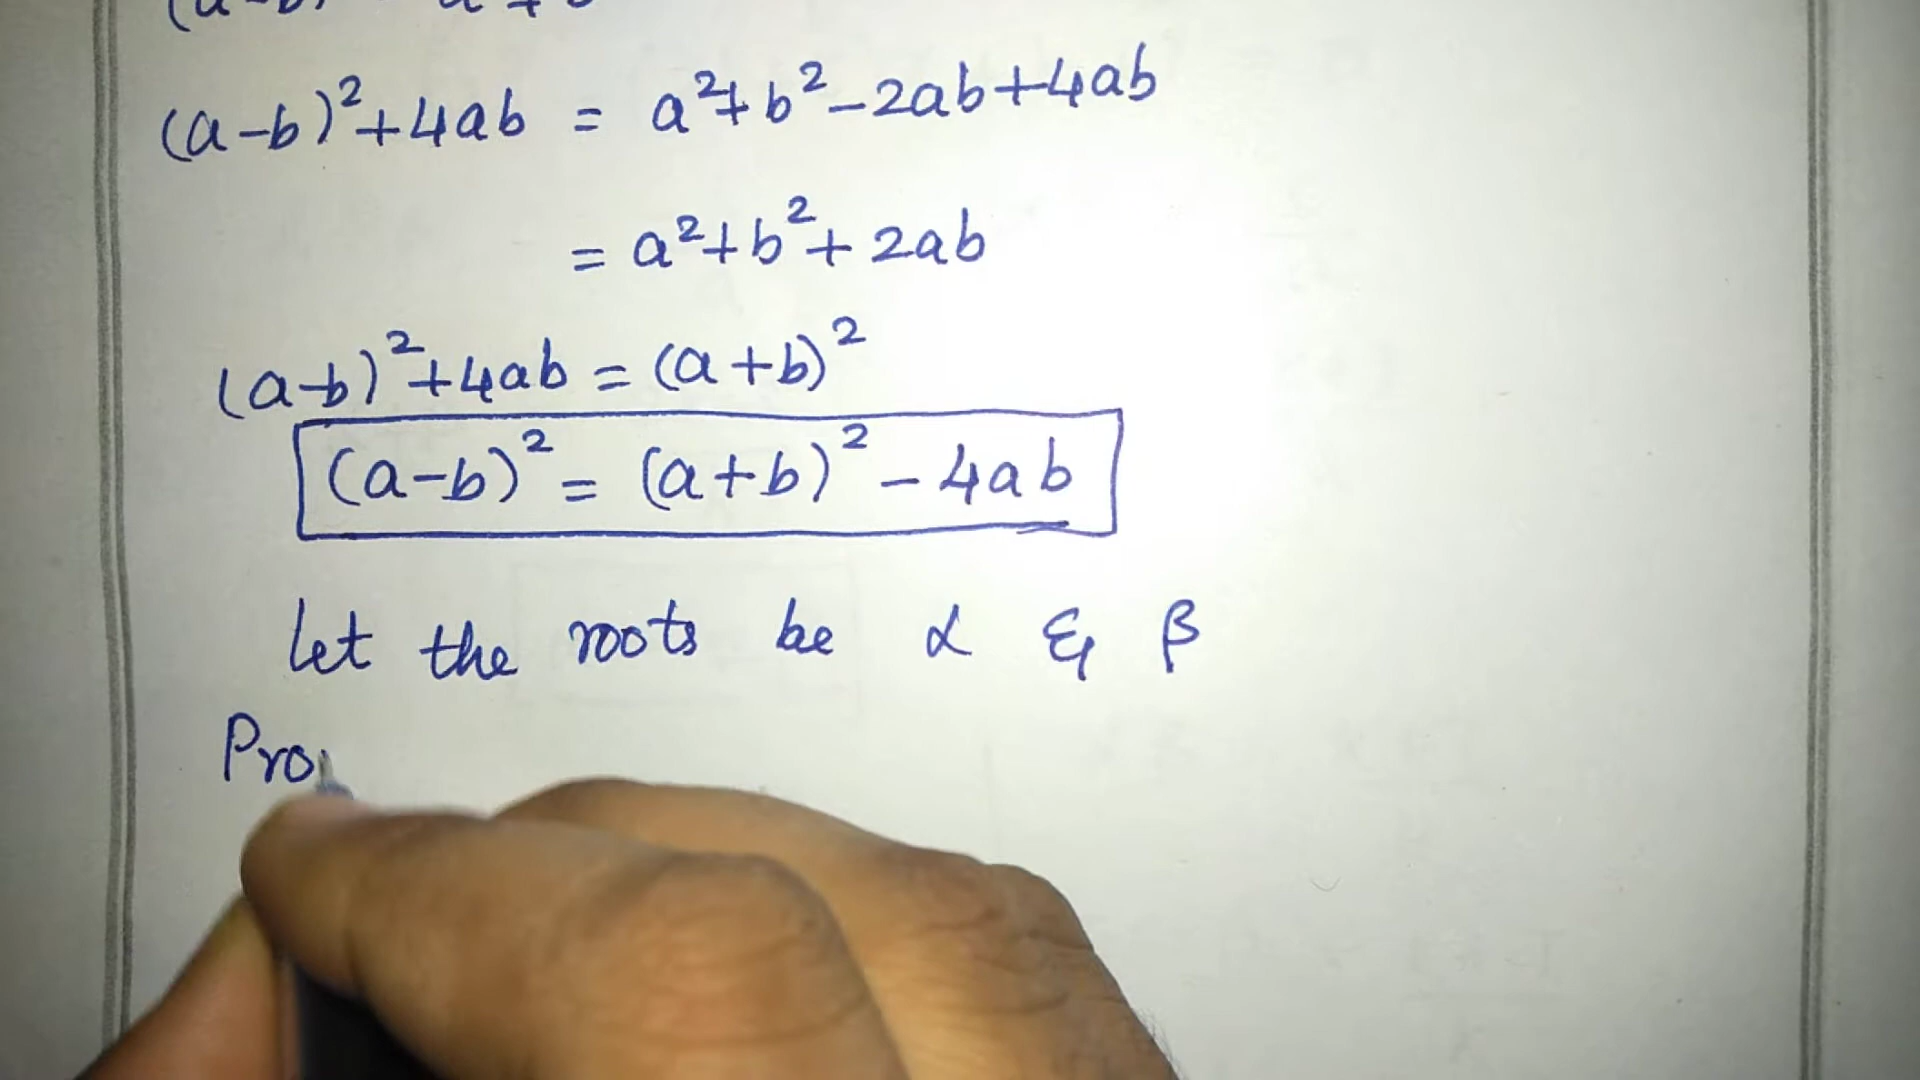 (a-b)²+4ab = a²+b²-2ab+4ab
= a²+b²+2ab
(a-b)²+4ab = (a+b)²
(a-b)² = (a+b)² - 4ab
let the roots be α & β